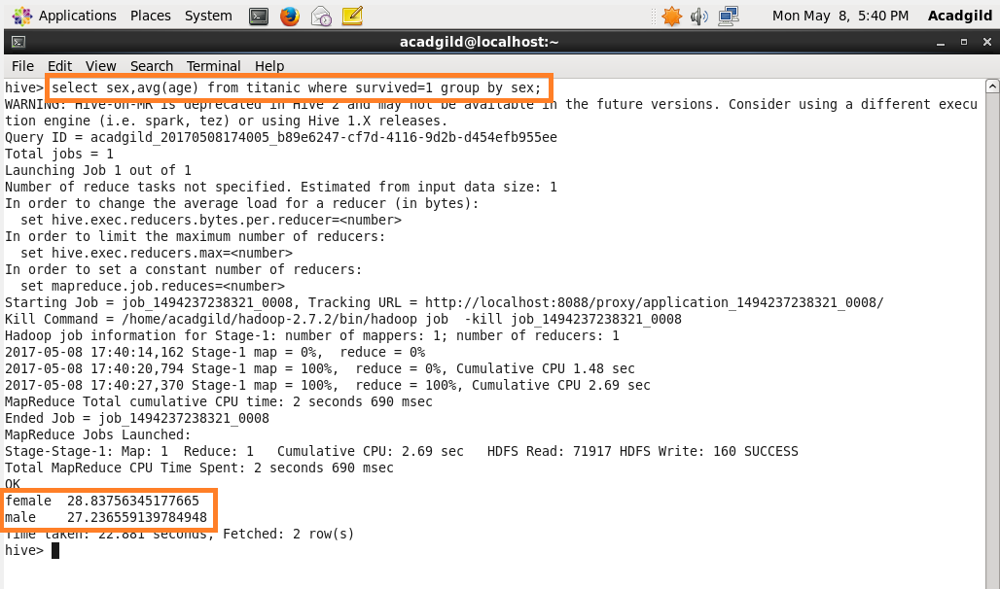 Applications Places System Mon May 8, 5:40 PM Acadgild
acadgild@localhost:~
File Edit View Search Terminal Help
hive> select sex,avg(age) from titanic where survived=1 group by sex;
WARNING: Hive-on-MR is deprecated in Hive 2 and may not be available in the future versions. Consider using a different execu
tion engine (i.e. spark, tez) or using Hive 1.X releases.
Query ID = acadgild_20170508174005_b89e6247-cf7d-4116-9d2b-d454efb955ee
Total jobs = 1
Launching Job 1 out of 1
Number of reduce tasks not specified. Estimated from input data size: 1
In order to change the average load for a reducer (in bytes):
  set hive.exec.reducers.bytes.per.reducer=<number>
In order to limit the maximum number of reducers:
  set hive.exec.reducers.max=<number>
In order to set a constant number of reducers:
  set mapreduce.job.reduces=<number>
Starting Job = job_1494237238321_0008, Tracking URL = http://localhost:8088/proxy/application_1494237238321_0008/
Kill Command = /home/acadgild/hadoop-2.7.2/bin/hadoop job  -kill job_1494237238321_0008
Hadoop job information for Stage-1: number of mappers: 1; number of reducers: 1
2017-05-08 17:40:14,162 Stage-1 map = 0%,  reduce = 0%
2017-05-08 17:40:20,794 Stage-1 map = 100%,  reduce = 0%, Cumulative CPU 1.48 sec
2017-05-08 17:40:27,370 Stage-1 map = 100%,  reduce = 100%, Cumulative CPU 2.69 sec
MapReduce Total cumulative CPU time: 2 seconds 690 msec
Ended Job = job_1494237238321_0008
MapReduce Jobs Launched:
Stage-Stage-1: Map: 1  Reduce: 1   Cumulative CPU: 2.69 sec   HDFS Read: 71917 HDFS Write: 160 SUCCESS
Total MapReduce CPU Time Spent: 2 seconds 690 msec
OK
female  28.83756345177665
male    27.236559139784948
Time taken: 22.881 seconds, Fetched: 2 row(s)
hive>